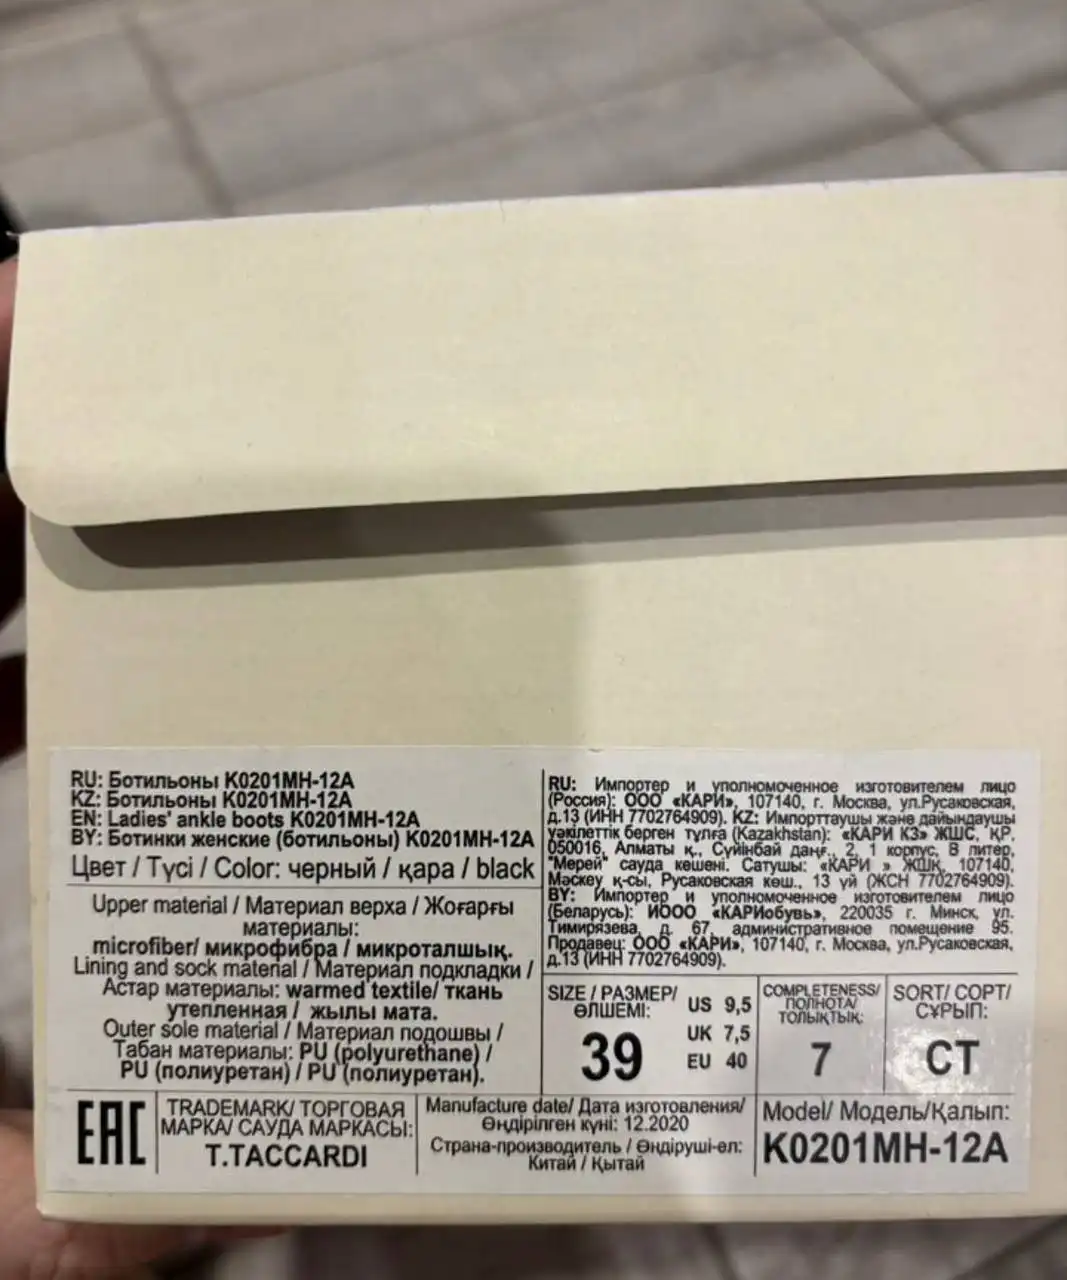 RU: Ботильоны K0201MH-12A
KZ: Ботильоны K0201MH-12A
EN: Ladies' ankle boots K0201MH-12A
BY: Ботинки женские (ботильоны) K0201MH-12A
Цвет / Түсі / Color: черный / қара / black
Upper material / Материал верха / Жоғарғы
материалы:
microfiber/ микрофибра / микроталшық.
Lining and sock material / Материал подкладки /
Астар материалы: warmed textile/ ткань
утепленная / жылы мата.
Outer sole material / Материал подошвы /
Табан материалы: PU (polyurethane) /
PU (полиуретан) / PU (полиуретан).
RU: Импортер и уполномоченное изготовителем лицо
(Россия): ООО «КАРИ», 107140, г. Москва, ул.Русаковская,
д.13 (ИНН 7702764909). KZ: Импорттаушы және дайындаушы
уәкілеттік берген тұлға (Kazakhstan): «КАРИ КЗ» ЖШС, ҚР,
050016, Алматы қ., Сүйінбай даңғ., 2, 1 корпус, В литер,
"Мерей" сауда көшені. Сатушы: «КАРИ » ЖШҚ, 107140,
Мәскеу қ-сы, Русаковская көш., 13 үй (ЖСН 7702764909).
BY: Импортер и уполномоченное изготовителем лицо
(Беларусь): ИООО «КАРИобувь», 220035 г. Минск, ул.
Тимирязева, д. 67, административное помещение 95.
Продавец: ООО «КАРИ», 107140, г. Москва, ул.Русаковская,
д.13 (ИНН 7702764909).
SIZE / РАЗМЕР/
ӨЛШЕМІ:
39
US 9,5
UK 7,5
EU 40
COMPLETENESS/
ПОЛНОТА/
ТОЛЫҚТЫҚ:
7
SORT/ СОРТ/
СҰРЫП:
СТ
EAC
TRADEMARK/ ТОРГОВАЯ
МАРКА/ САУДА МАРКАСЫ:
T.TACCARDI
Manufacture date/ Дата изготовления/
Өндірілген күні: 12.2020
Страна-производитель / Өндіруші-ел:
Китай / Қытай
Model/ Модель/Қалып:
K0201MH-12A